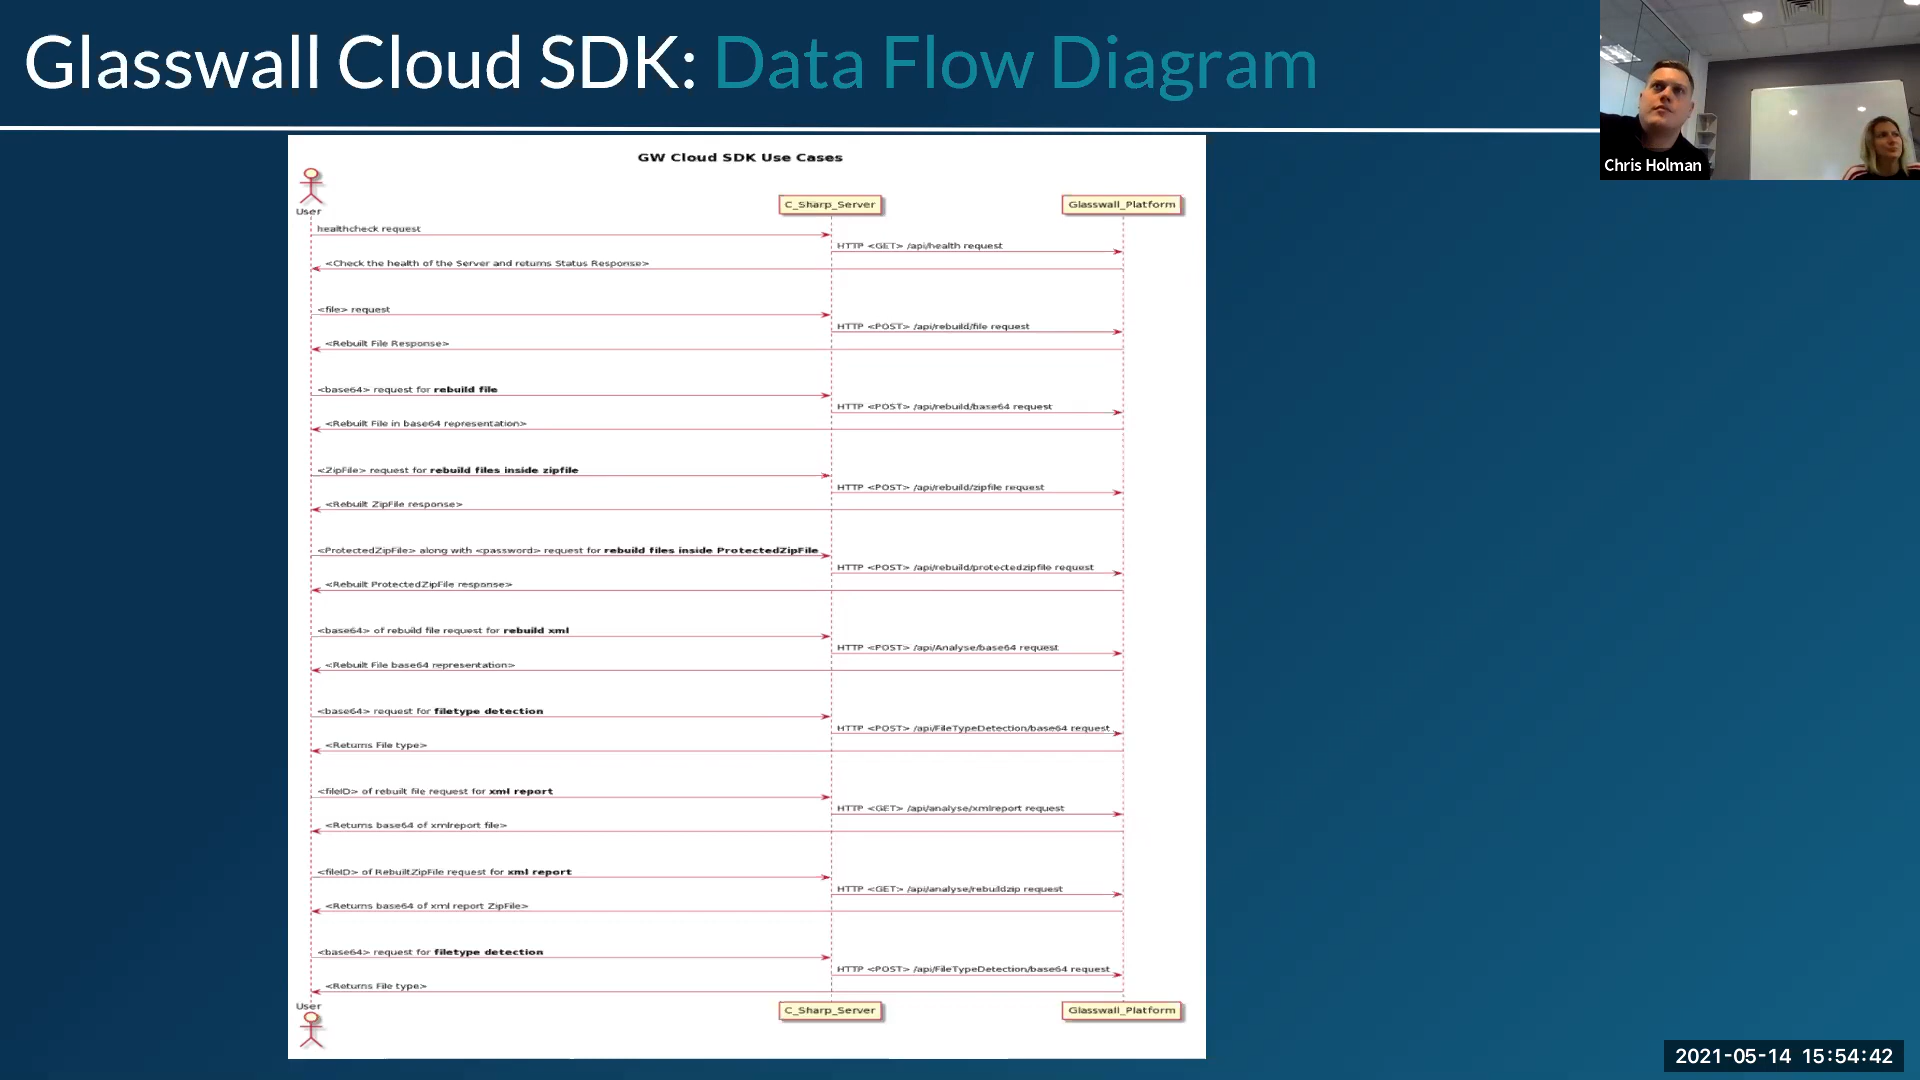 Glasswall Cloud SDK: Data Flow Diagram
Chris Holman
GW Cloud SDK Use Cases
User
C_Sharp_Server
Glasswall_Platform
healthcheck request
HTTP <GET> /api/health request
<Check the health of the Server and returns Status Response>
<file> request
HTTP <POST> /api/rebuild/file request
<Rebuilt File Response>
<base64> request for rebuild file
HTTP <POST> /api/rebuild/base64 request
<Rebuilt File in base64 representation>
<ZipFile> request for rebuild files inside zipfile
HTTP <POST> /api/rebuild/zipfile request
<Rebuilt ZipFile response>
<ProtectedZipFile> along with <password> request for rebuild files inside ProtectedZipFile
HTTP <POST> /api/rebuild/protectedzipfile request
<Rebuilt ProtectedZipFile response>
<base64> of rebuild file request for rebuild xml
HTTP <POST> /api/Analyse/base64 request
<Rebuilt File base64 representation>
<base64> request for filetype detection
HTTP <POST> /api/FileTypeDetection/base64 request
<Returns File type>
<fileID> of rebuilt file request for xml report
HTTP <GET> /api/analyse/xmlreport request
<Returns base64 of xmlreport file>
<fileID> of RebuiltZipFile request for xml report
HTTP <GET> /api/analyse/rebuildzip request
<Returns base64 of xml report ZipFile>
<base64> request for filetype detection
HTTP <POST> /api/FileTypeDetection/base64 request
<Returns File type>
User
C_Sharp_Server
Glasswall_Platform
2021-05-14 15:54:42